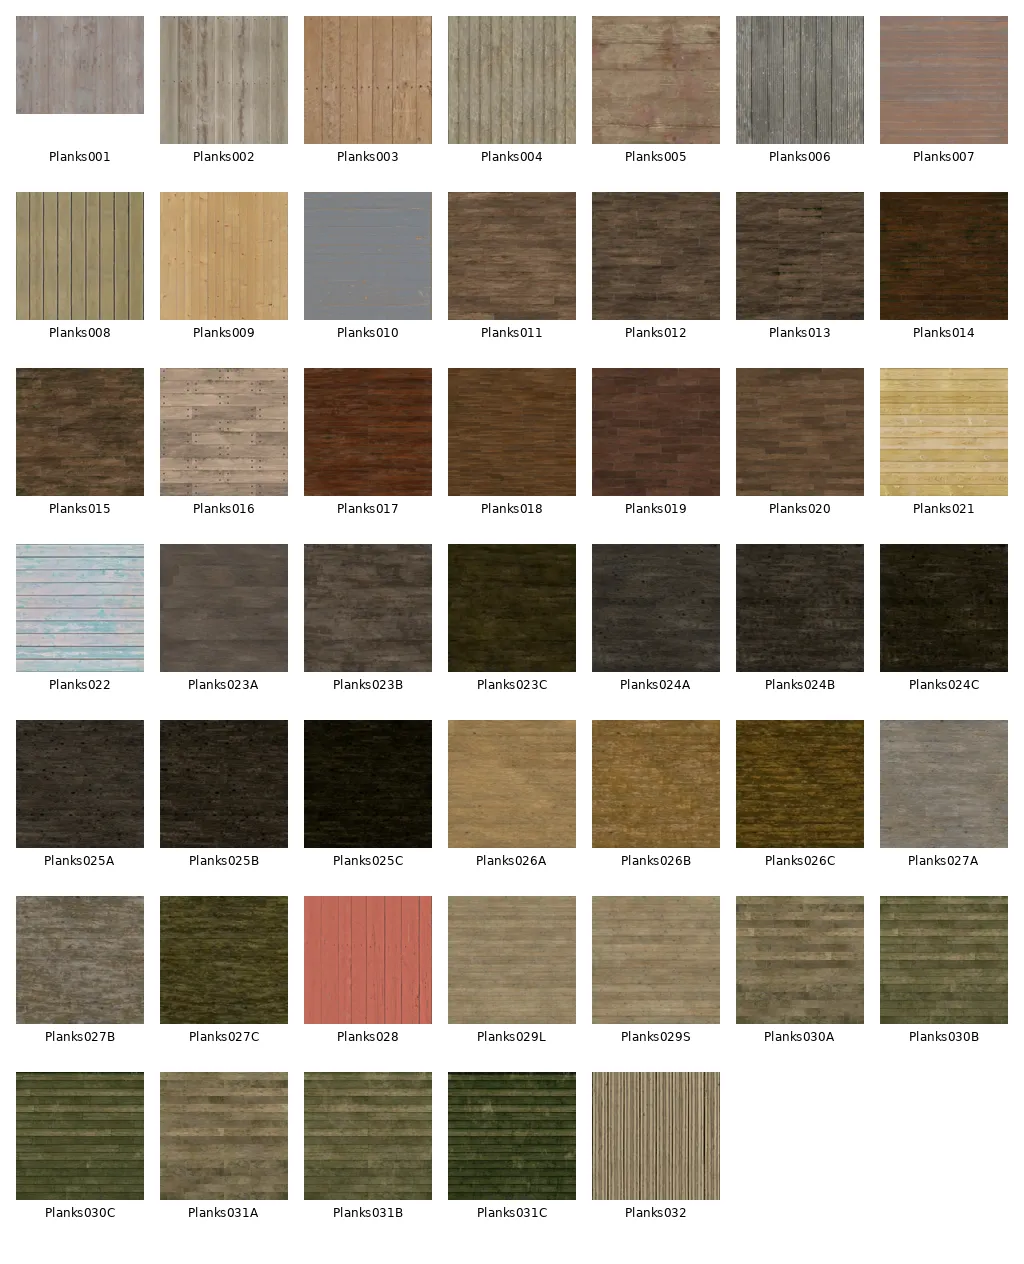 Planks001 Planks002 Planks003 Planks004 Planks005 Planks006 Planks007
Planks008 Planks009 Planks010 Planks011 Planks012 Planks013 Planks014
Planks015 Planks016 Planks017 Planks018 Planks019 Planks020 Planks021
Planks022 Planks023A Planks023B Planks023C Planks024A Planks024B Planks024C
Planks025A Planks025B Planks025C Planks026A Planks026B Planks026C Planks027A
Planks027B Planks027C Planks028 Planks029L Planks029S Planks030A Planks030B
Planks030C Planks031A Planks031B Planks031C Planks032